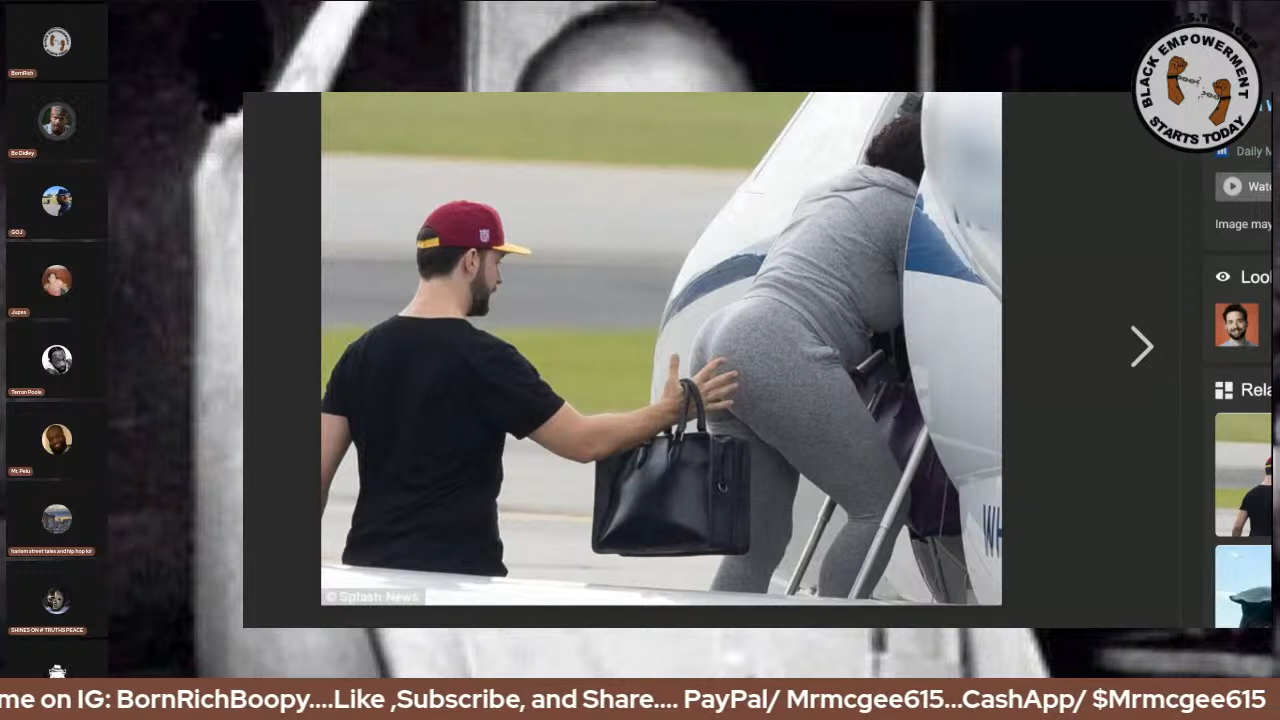 BornRich
Bo Didley
GOJ
Jupes
Terron Poole
Mr. Pelu
harlem street tales and hip hop lol
SHINES ON # TRUTHS PEACE
BLACK EMPOWERMENT
STARTS TODAY
Daily M
Watc
Image may
Look
Rela
© Splash News
WH
me on IG: BornRichBoopy....Like ,Subscribe, and Share.... PayPal/ Mrmcgee615...CashApp/ $Mrmcgee615